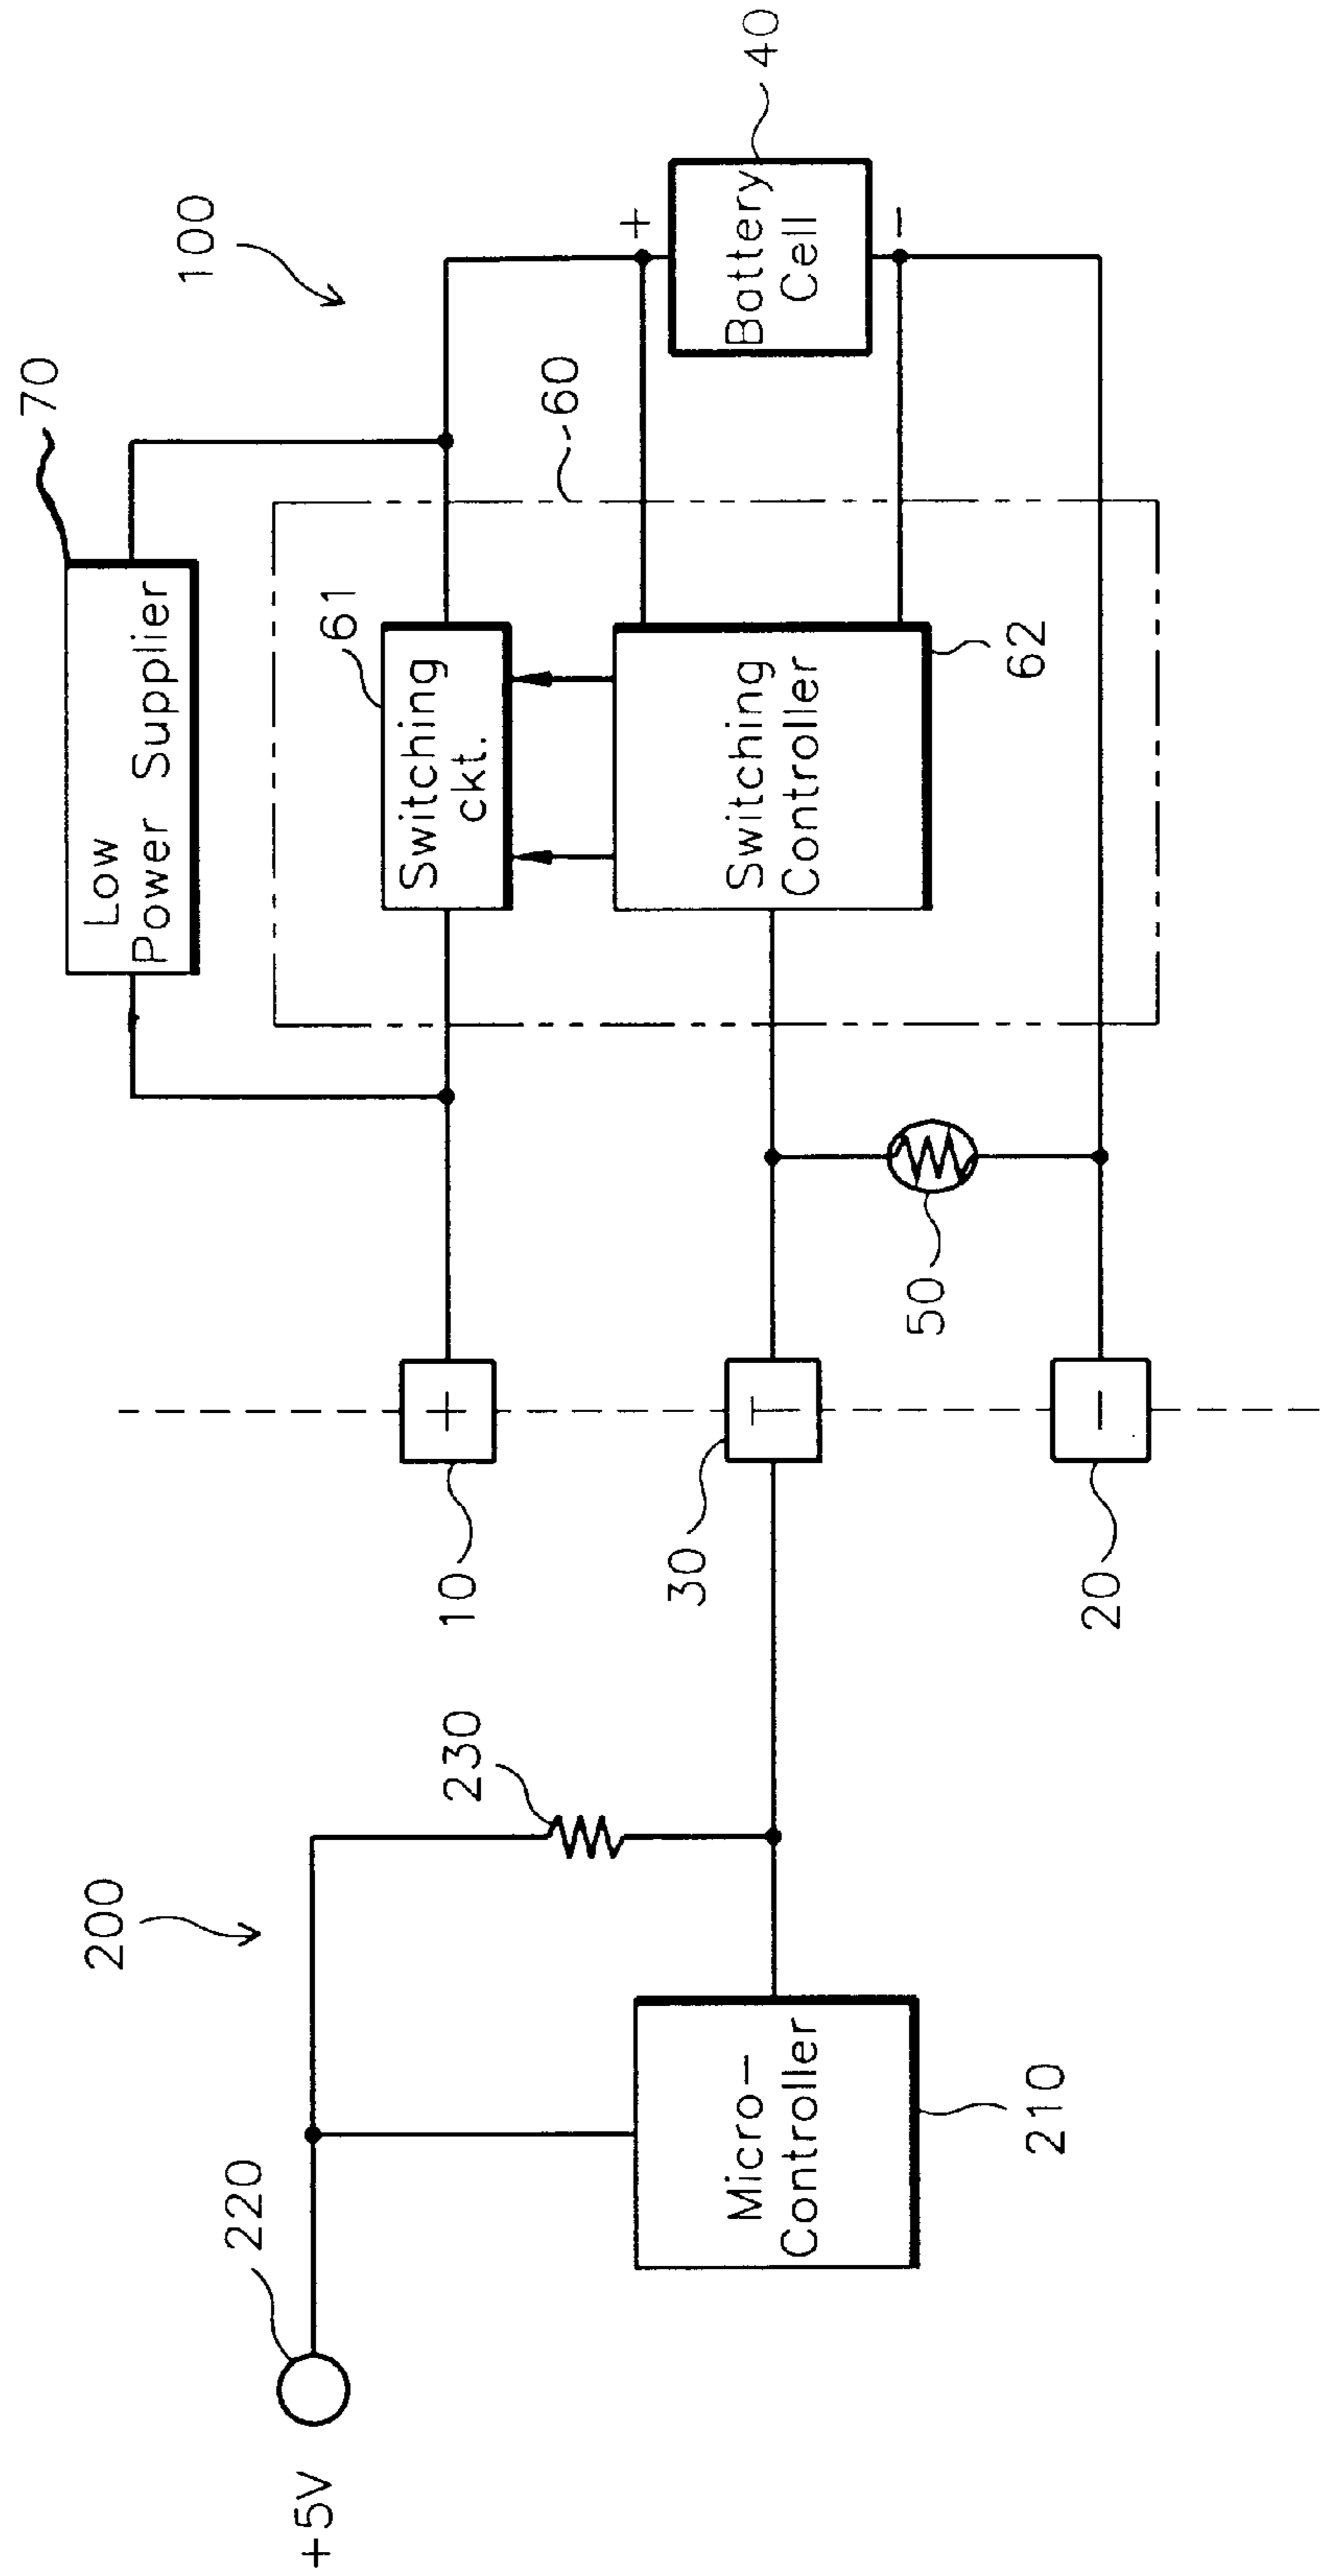 70
100
Low
Power Supplier
60
61
Switching
ckt.
+
Battery
Cell
40
-
Switching
Controller
62
50
+
10
T
30
-
20
200
230
220
+5V
Micro-
Controller
210